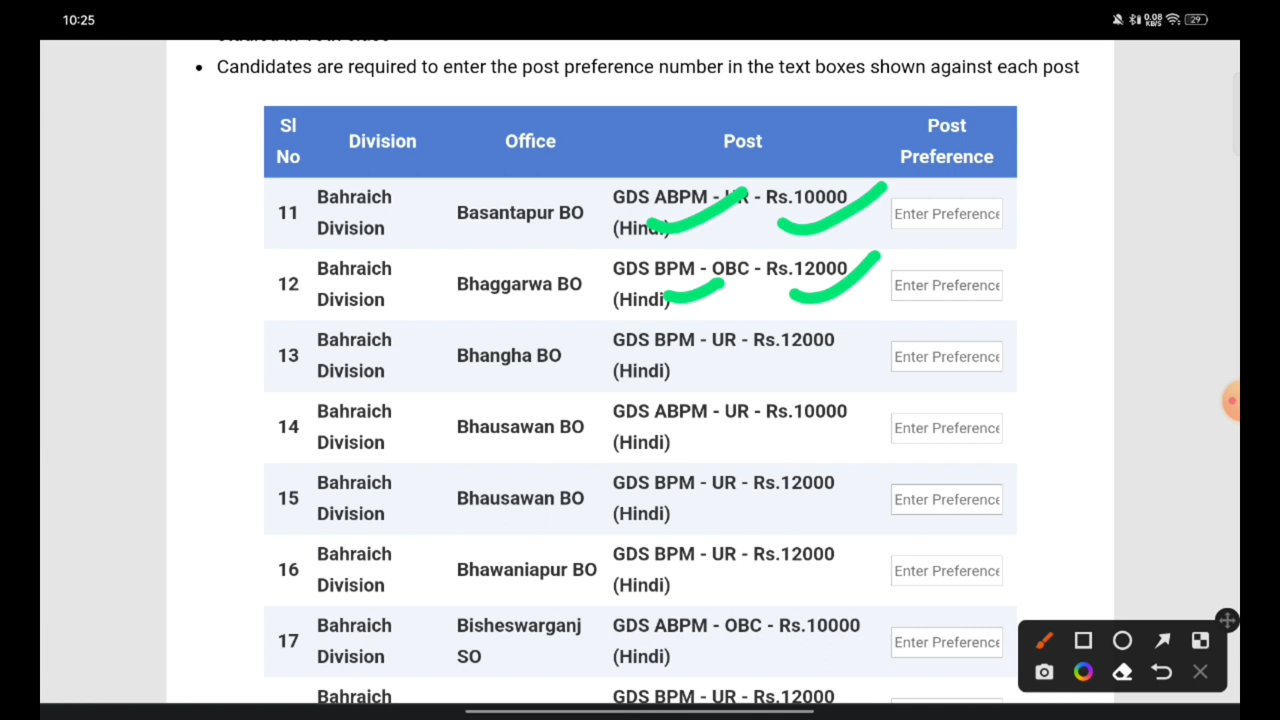 10:25
0.08 KB/S 29
Candidates are required to enter the post preference number in the text boxes shown against each post
Sl No Division Office Post Post Preference
11 Bahraich Division Basantapur BO GDS ABPM - UR - Rs.10000 (Hindi) Enter Preference
12 Bahraich Division Bhaggarwa BO GDS BPM - OBC - Rs.12000 (Hindi) Enter Preference
13 Bahraich Division Bhangha BO GDS BPM - UR - Rs.12000 (Hindi) Enter Preference
14 Bahraich Division Bhausawan BO GDS ABPM - UR - Rs.10000 (Hindi) Enter Preference
15 Bahraich Division Bhausawan BO GDS BPM - UR - Rs.12000 (Hindi) Enter Preference
16 Bahraich Division Bhawaniapur BO GDS BPM - UR - Rs.12000 (Hindi) Enter Preference
17 Bahraich Division Bisheswarganj SO GDS ABPM - OBC - Rs.10000 (Hindi) Enter Preference
Bahraich GDS BPM - UR - Rs.12000